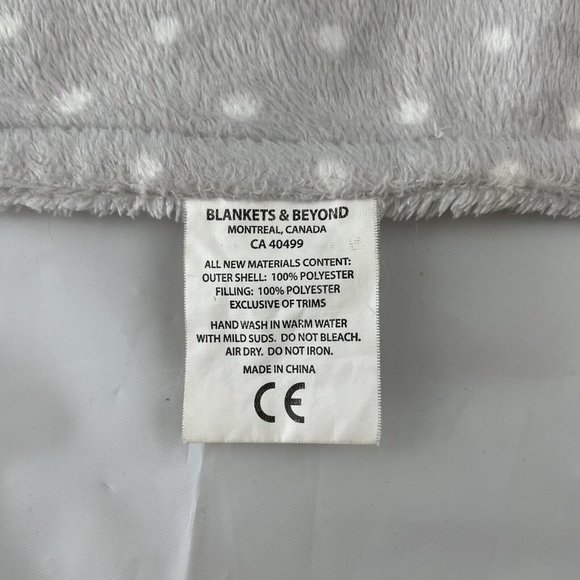 BLANKETS & BEYOND
MONTREAL, CANADA
CA 40499
ALL NEW MATERIALS CONTENT:
OUTER SHELL: 100% POLYESTER
FILLING: 100% POLYESTER
EXCLUSIVE OF TRIMS
HAND WASH IN WARM WATER
WITH MILD SUDS. DO NOT BLEACH.
AIR DRY. DO NOT IRON.
MADE IN CHINA
CE